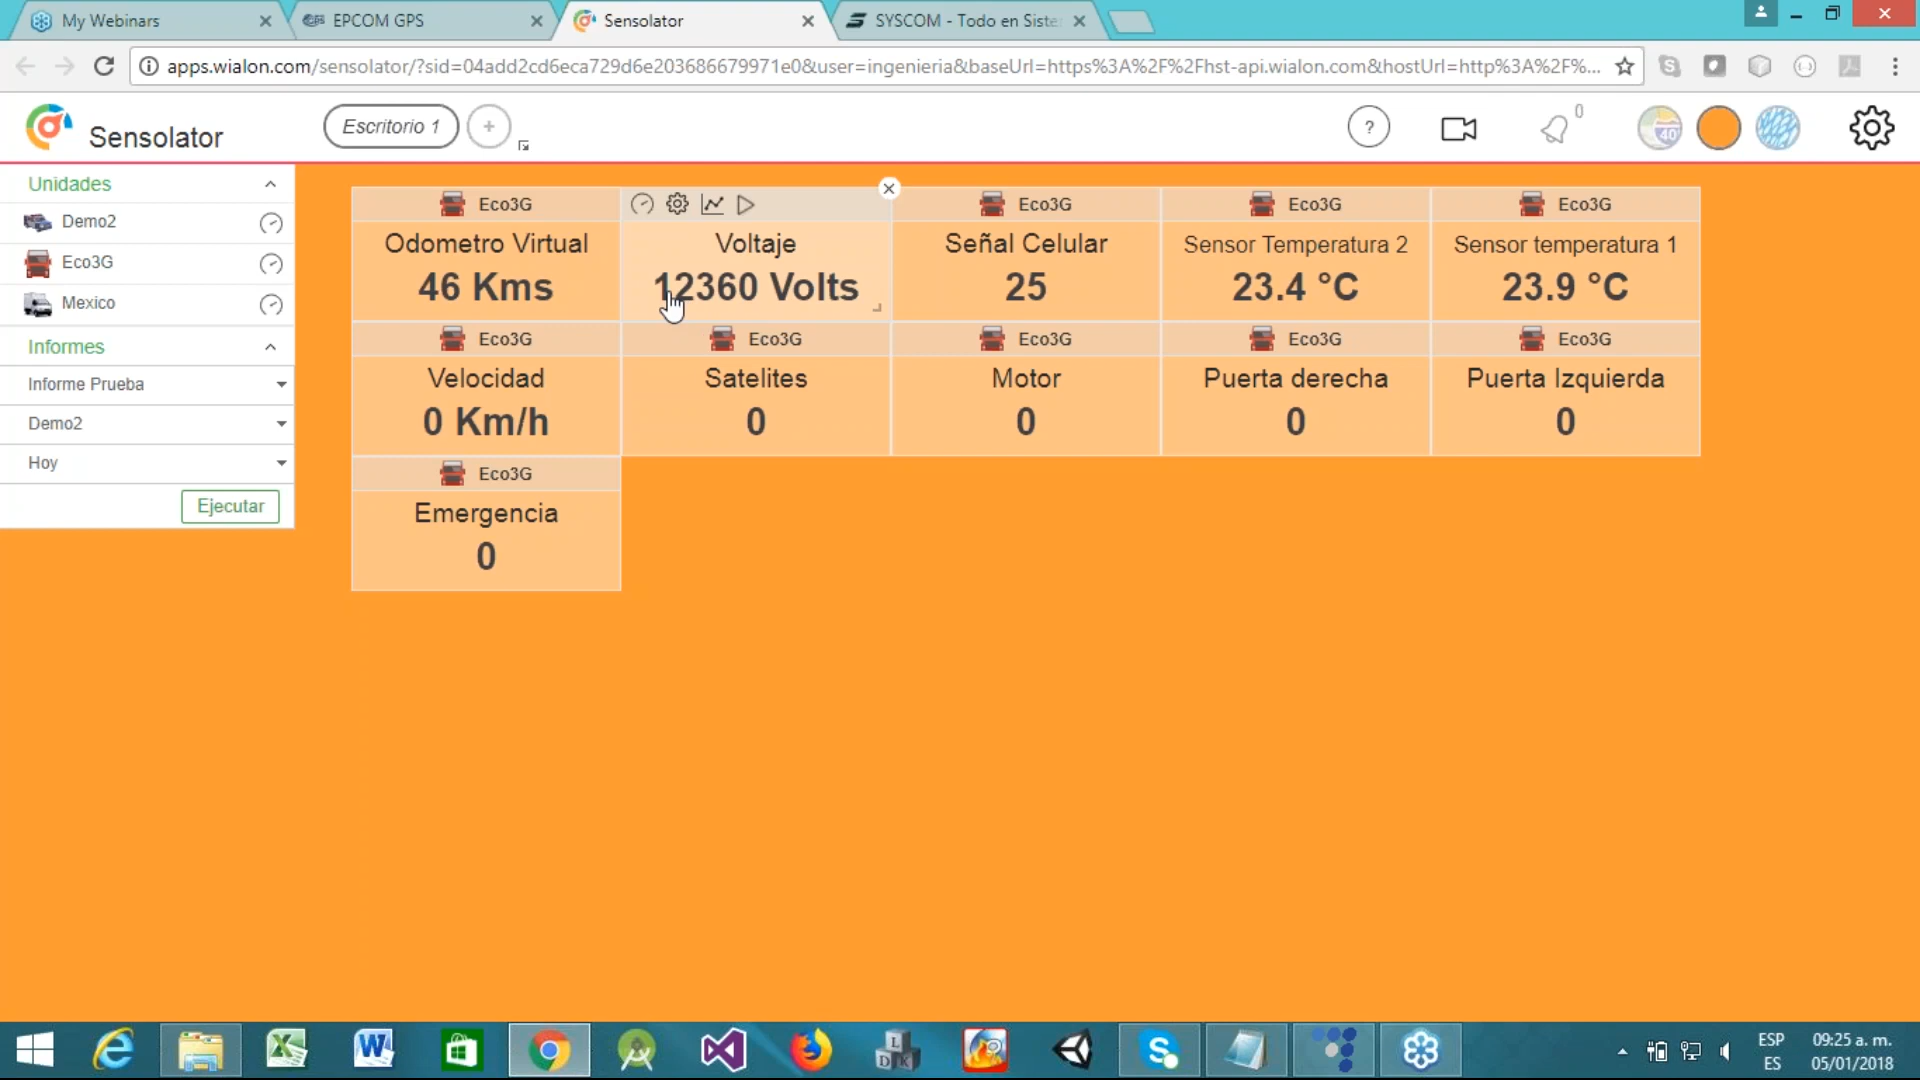 My Webinars
EPCOM GPS
Sensolator
SYSCOM - Todo en Siste
apps.wialon.com/sensolator/?sid=04add2cd6eca729d6e203686679971e0&user=ingenieria&baseUrl=https%3A%2F%2Fhst-api.wialon.com&hostUrl=http%3A%2F%...
Sensolator
Escritorio 1
+
?
0
40
Unidades
Demo2
Eco3G
Mexico
Informes
Informe Prueba
Demo2
Hoy
Ejecutar
Eco3G
Odometro Virtual
46 Kms
Voltaje
12360 Volts
Eco3G
Señal Celular
25
Eco3G
Sensor Temperatura 2
23.4 °C
Eco3G
Sensor temperatura 1
23.9 °C
Eco3G
Velocidad
0 Km/h
Eco3G
Satelites
0
Eco3G
Motor
0
Eco3G
Puerta derecha
0
Eco3G
Puerta Izquierda
0
Eco3G
Emergencia
0
L
D K
ESP
ES
09:25 a. m.
05/01/2018